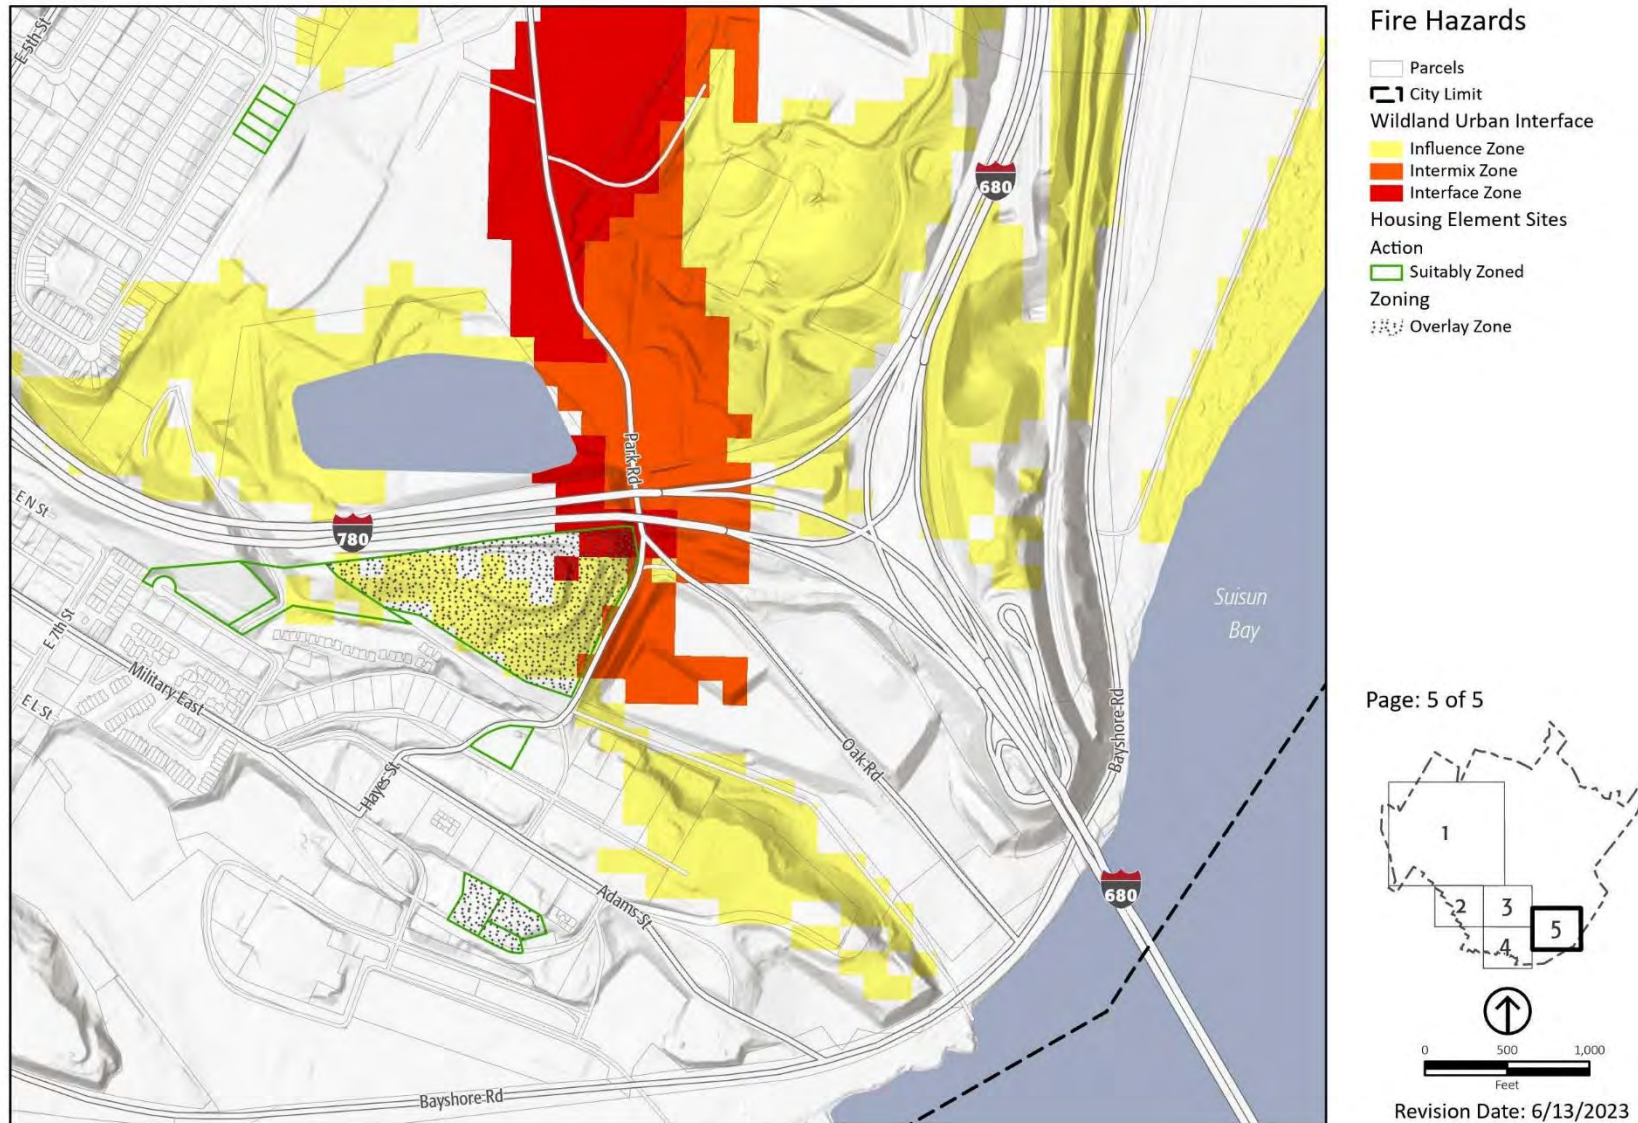 E 5th St
680
Park Rd
E N St
780
E 7th St
Military East
E L St
Hayes St
Adams St
Oak Rd
Bayshore Rd
Suisun
Bay
680
Bayshore Rd
Fire Hazards
Parcels
City Limit
Wildland Urban Interface
Influence Zone
Intermix Zone
Interface Zone
Housing Element Sites
Action
Suitably Zoned
Zoning
Overlay Zone
Page: 5 of 5
1
2
3
4
5
0 500 1,000
Feet
Revision Date: 6/13/2023